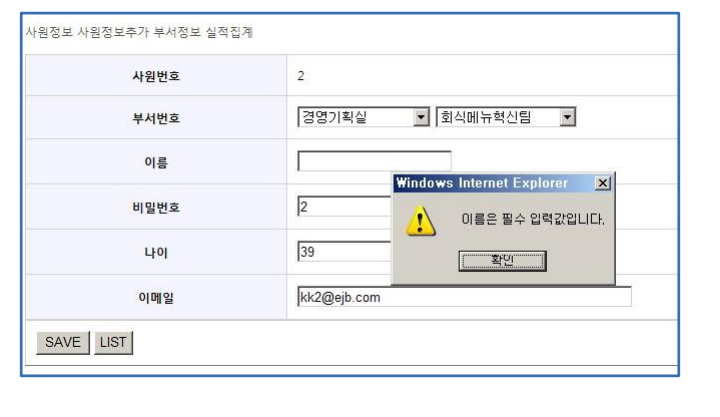 사원정보 사원정보추가 부서정보 실적집계
사원번호 2
부서번호 경영기획실 회식메뉴혁신팀
이름
Windows Internet Explorer
이름은 필수 입력값입니다.
확인
비밀번호 2
나이 39
이메일 kk2@ejb.com
SAVE LIST